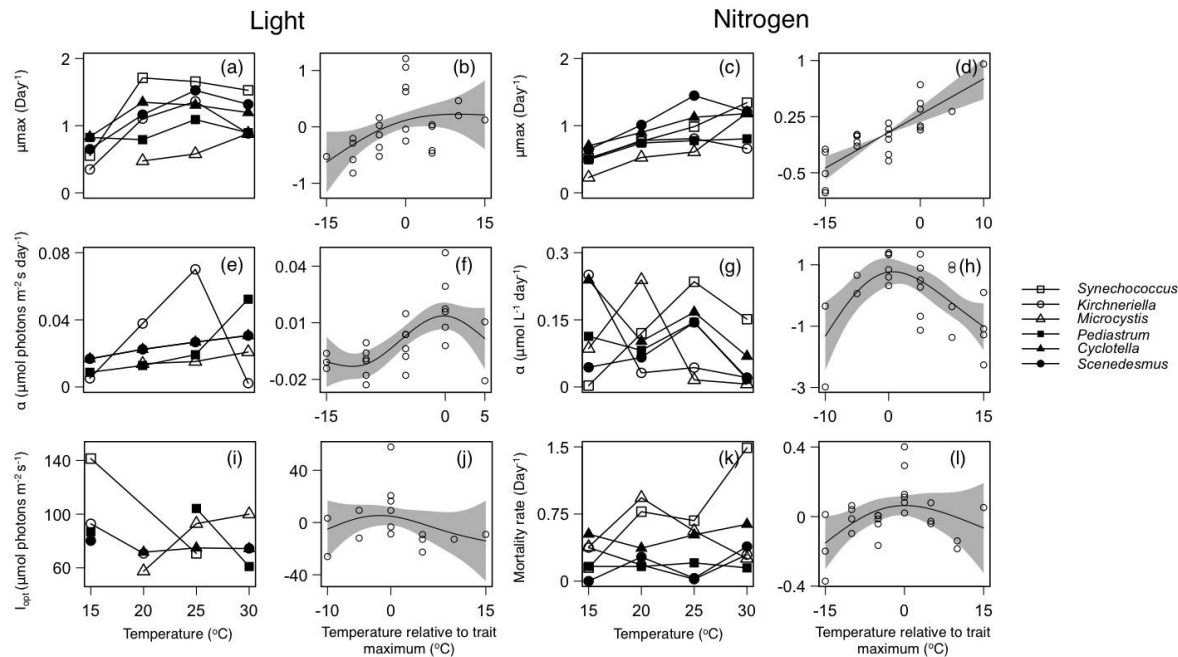 Light
Nitrogen
µmax (Day⁻¹)
2
1
0
(a)
1
0
-1
(b)
-15
0
15
µmax (Day⁻¹)
2
1
0
(c)
1
0.25
-0.5
(d)
-15
0
10
α (µmol photons m⁻² s day⁻¹)
0.08
0.04
0
(e)
0.04
0.01
-0.02
(f)
-15
0
5
α (µmol L⁻¹ day⁻¹)
0.3
0.15
0
(g)
1
-1
-3
(h)
-10
0
15
Synechococcus
Kirchneriella
Microcystis
Pediastrum
Cyclotella
Scenedesmus
Iopt (µmol photons m⁻² s⁻¹)
140
100
60
(i)
15
20
25
30
Temperature (°C)
40
0
-40
(j)
-10
0
15
Temperature relative to trait
maximum (°C)
Mortality rate (Day⁻¹)
1.5
0.75
0
(k)
15
20
25
30
Temperature (°C)
0.4
0
-0.4
(l)
-15
0
15
Temperature relative to trait
maximum (°C)